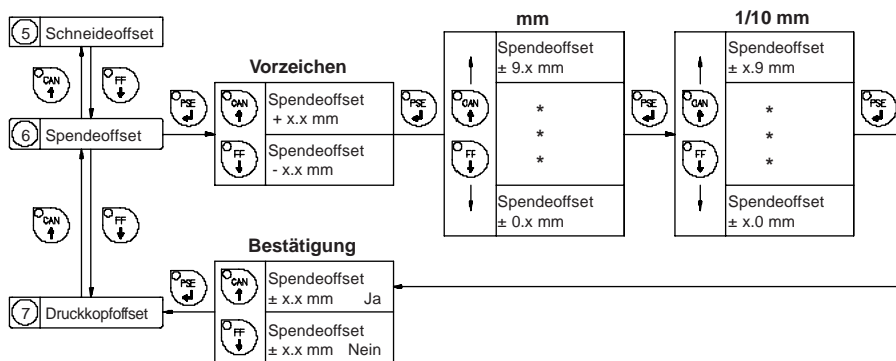 mm
1/10 mm
5 Schneideoffset
Spendeoffset
± 9.x mm
Spendeoffset
± x.9 mm
CAN
FF
Vorzeichen
PSE
CAN
Spendeoffset
+ x.x mm
PSE
CAN
*
*
*
PSE
CAN
*
*
*
PSE
6 Spendeoffset
FF
Spendeoffset
- x.x mm
FF
FF
Spendeoffset
± 0.x mm
Spendeoffset
± x.0 mm
CAN
FF
Bestätigung
PSE
CAN
Spendeoffset
± x.x mm Ja
7 Druckkopfoffset
FF
Spendeoffset
± x.x mm Nein